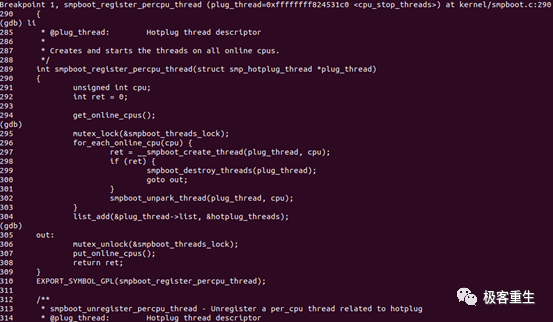 Breakpoint 1, smpboot_register_percpu_thread (plug_thread=0xffffffff824531c0 <cpu_stop_threads>) at kernel/smpboot.c:290
290     {
(gdb) li
285      * @plug_thread:        Hotplug thread descriptor
286      *
287      * Creates and starts the threads on all online cpus.
288      */
289     int smpboot_register_percpu_thread(struct smp_hotplug_thread *plug_thread)
290     {
291             unsigned int cpu;
292             int ret = 0;
293
294             get_online_cpus();
(gdb)
295             mutex_lock(&smpboot_threads_lock);
296             for_each_online_cpu(cpu) {
297                     ret = __smpboot_create_thread(plug_thread, cpu);
298                     if (ret) {
299                             smpboot_destroy_threads(plug_thread);
300                             goto out;
301                     }
302                     smpboot_unpark_thread(plug_thread, cpu);
303             }
304             list_add(&plug_thread->list, &hotplug_threads);
(gdb)
305     out:
306             mutex_unlock(&smpboot_threads_lock);
307             put_online_cpus();
308             return ret;
309     }
310     EXPORT_SYMBOL_GPL(smpboot_register_percpu_thread);
311
312     /**
313      * smpboot_unregister_percpu_thread - Unregister a per_cpu thread related to hotplug
314      * @plug_thread:        Hotplug thread descriptor
极客重生